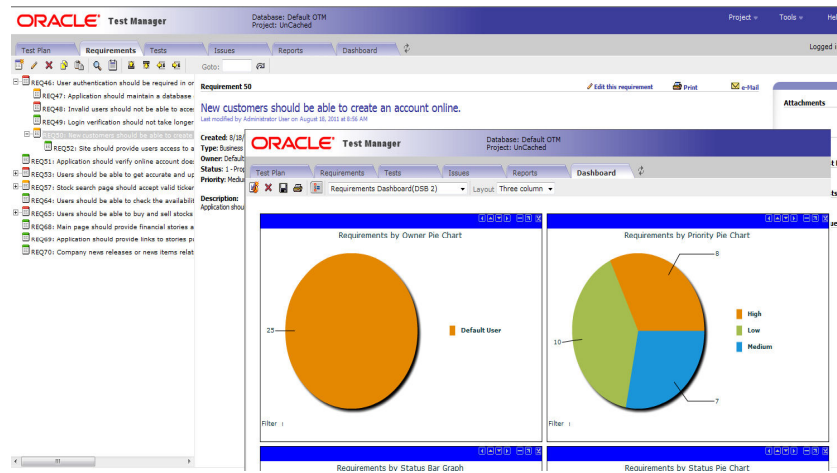 ORACLE Test Manager
Database: Default OTM
Project: UnCached
Project
Tools
Hel
Test Plan
Requirements
Tests
Issues
Reports
Dashboard
Logged i
Goto:
REQ46: User authentication should be required in or
REQ47: Application should maintain a database
REQ48: Invalid users should not be able to acce
REQ49: Login verification should not take longer
REQ50: New customers should be able to create
REQ52: Site should provide users access to a
REQ51: Application should verify online account doe
REQ53: Users should be able to get accurate and up
REQ57: Stock search page should accept valid ticker
REQ64: Users should be able to check the availabilit
REQ65: Users should be able to buy and sell stocks
REQ68: Main page should provide financial stories a
REQ69: Application should provide links to stories pu
REQ70: Company news releases or news items relat
Requirement 50
Edit this requirement
Print
e-Mail
New customers should be able to create an account online.
Last modified by Administrator User on August 18, 2011 at 8:56 AM
Attachments
Created: 8/18/
Type: Business
Owner: Default
Status: 1 - Prop
Priority: Mediu
Description:
Application shou
ORACLE Test Manager
Database: Default OTM
Project: UnCached
Test Plan
Requirements
Tests
Issues
Reports
Dashboard
Requirements Dashboard(DSB 2)
Layout Three column
Requirements by Owner Pie Chart
25
Default User
Filter :
Requirements by Priority Pie Chart
8
10
7
High
Low
Medium
Filter :
Requirements by Status Bar Graph
Requirements by Status Pie Chart